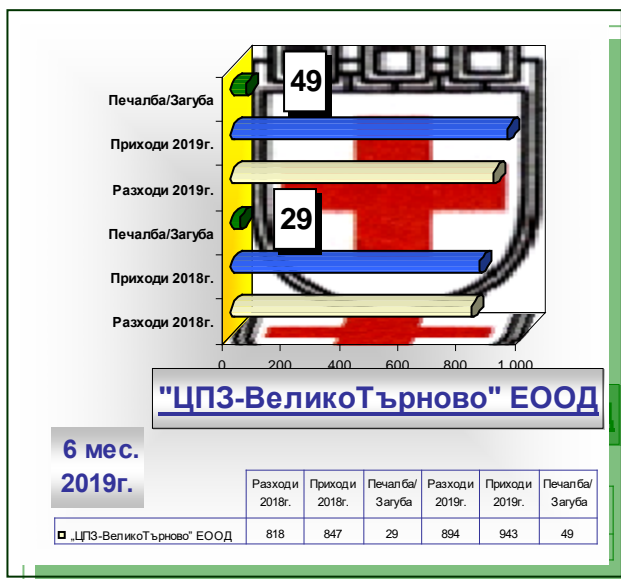 49
Печалба/Загуба
Приходи 2019г.
Разходи 2019г.
29
Печалба/Загуба
Приходи 2018г.
Разходи 2018г.
0 200 400 600 800 1 000
"ЦПЗ-ВеликоТърново" ЕООД
6 мес.
2019г.
Разходи 2018г. Приходи 2018г. Печалба/Загуба Разходи 2019г. Приходи 2019г. Печалба/Загуба
„ЦПЗ-ВеликоТърново" ЕООД 818 847 29 894 943 49